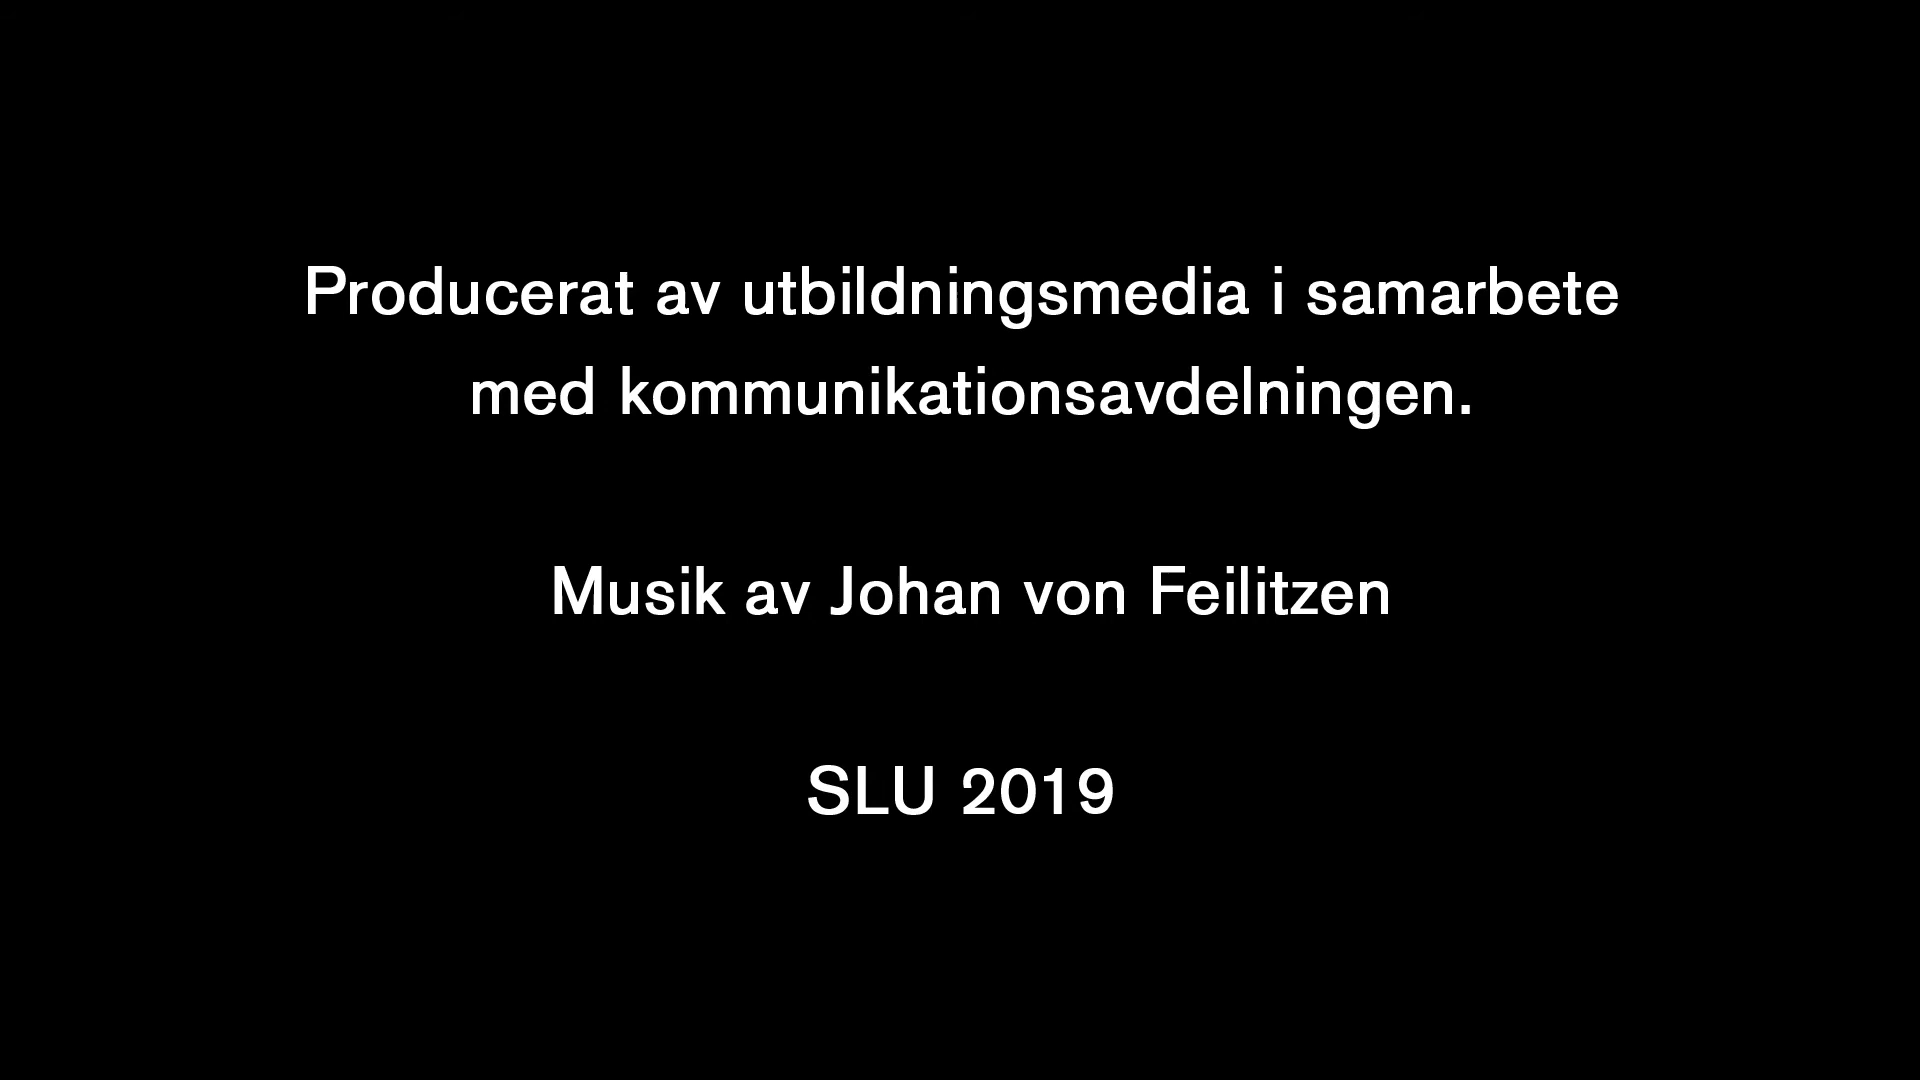 Producerat av utbildningsmedia i samarbete
med kommunikationsavdelningen.
Musik av Johan von Feilitzen
SLU 2019